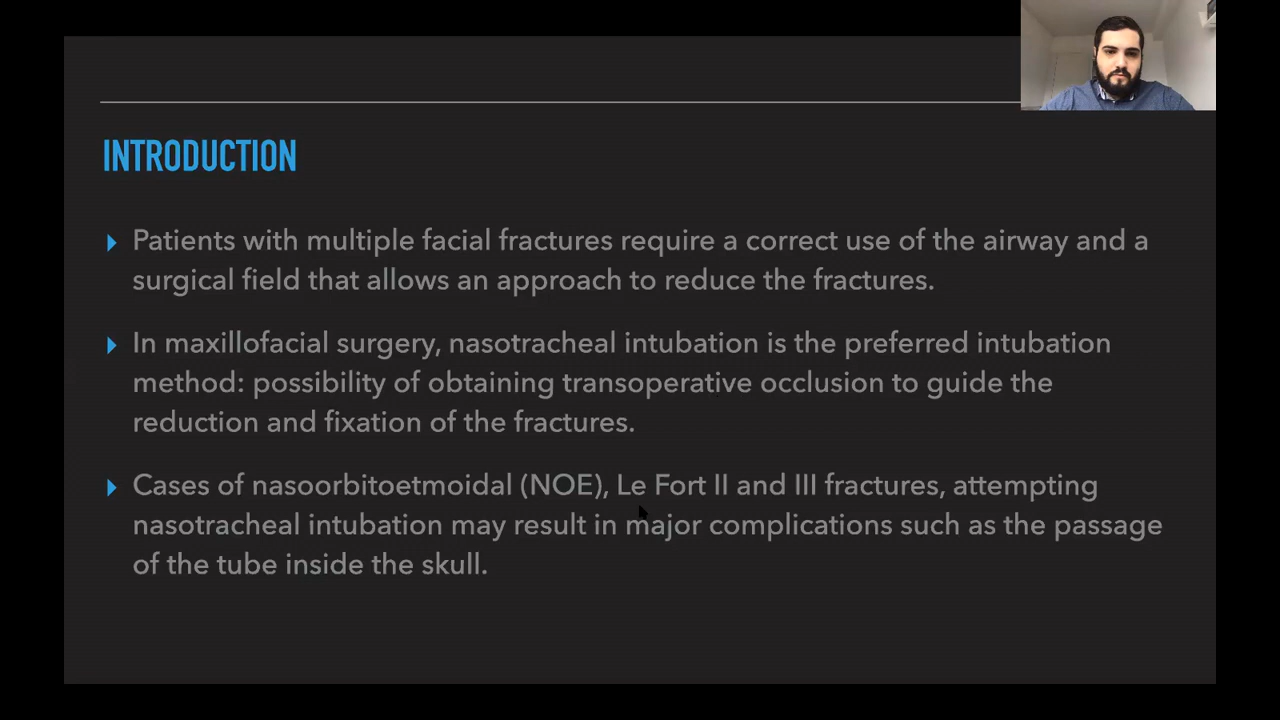 INTRODUCTION
Patients with multiple facial fractures require a correct use of the airway and a
surgical field that allows an approach to reduce the fractures.
In maxillofacial surgery, nasotracheal intubation is the preferred intubation
method: possibility of obtaining transoperative occlusion to guide the
reduction and fixation of the fractures.
Cases of nasoorbitoetmoidal (NOE), Le Fort II and III fractures, attempting
nasotracheal intubation may result in major complications such as the passage
of the tube inside the skull.